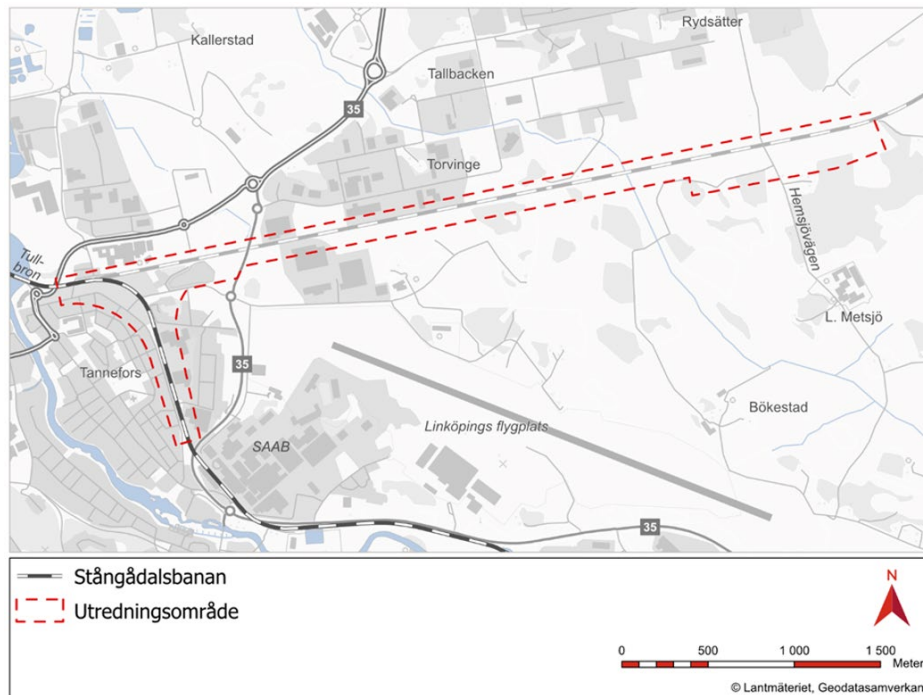 Rydsätter
Kallerstad
Tallbacken
35
Torvinge
Tull-
bron
Hemsjövägen
L. Metsjö
35
Tannefors
Bökestad
Linköpings flygplats
SAAB
35
Stångådalsbanan
Utredningsområde
N
0 500 1 000 1 500
Meter
© Lantmäteriet, Geodatasamverkan